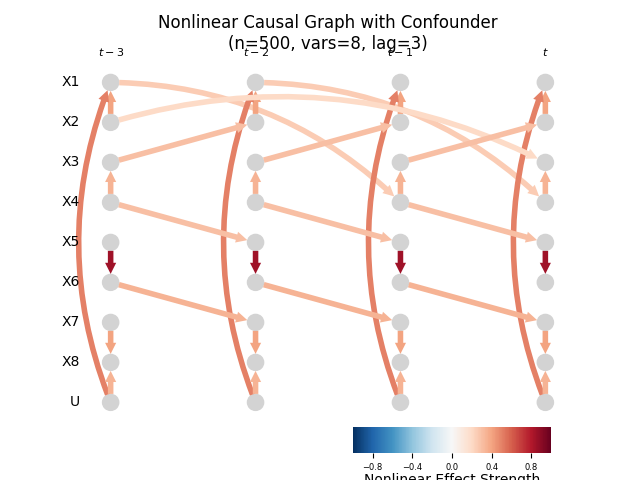 Nonlinear Causal Graph with Confounder
(n=500, vars=8, lag=3)
t − 3
t − 2
t − 1
t
X1
X2
X3
X4
X5
X6
X7
X8
U
−0.8
−0.4
0.0
0.4
0.8
Nonlinear Effect Strength